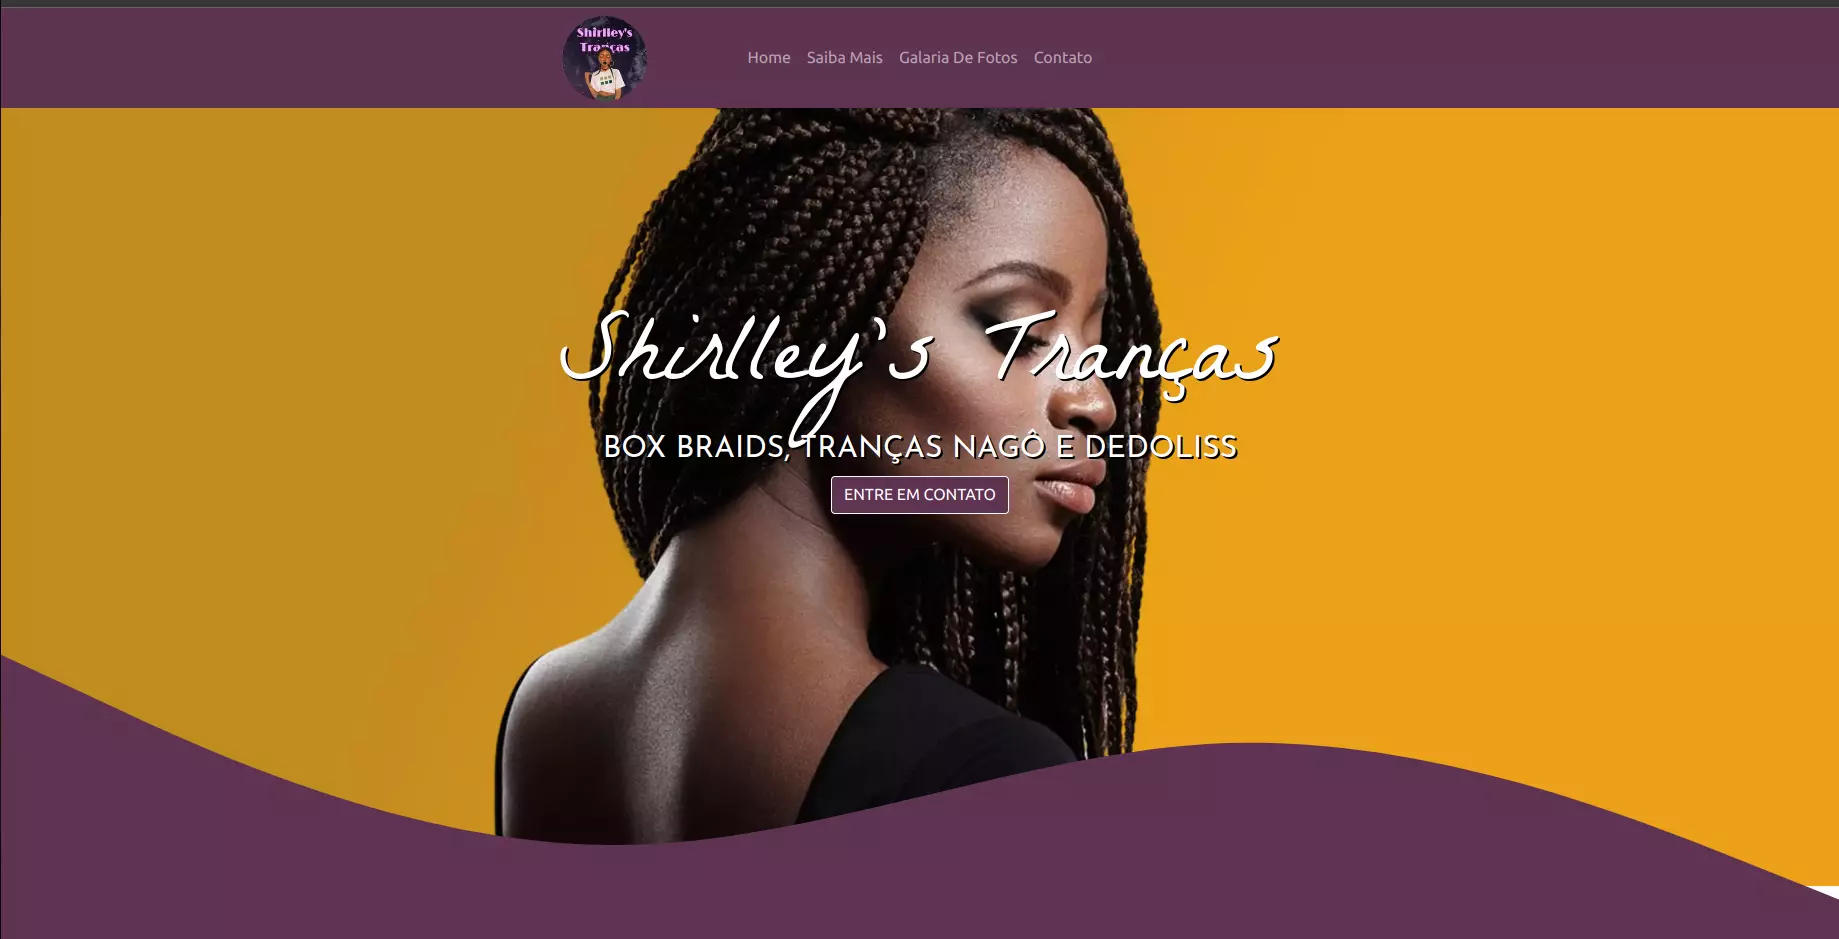 Shirlley's
Tranças
Home Saiba Mais Galaria De Fotos Contato
Shirlley's Tranças
BOX BRAIDS, TRANÇAS NAGÔ E DEDOLISS
ENTRE EM CONTATO